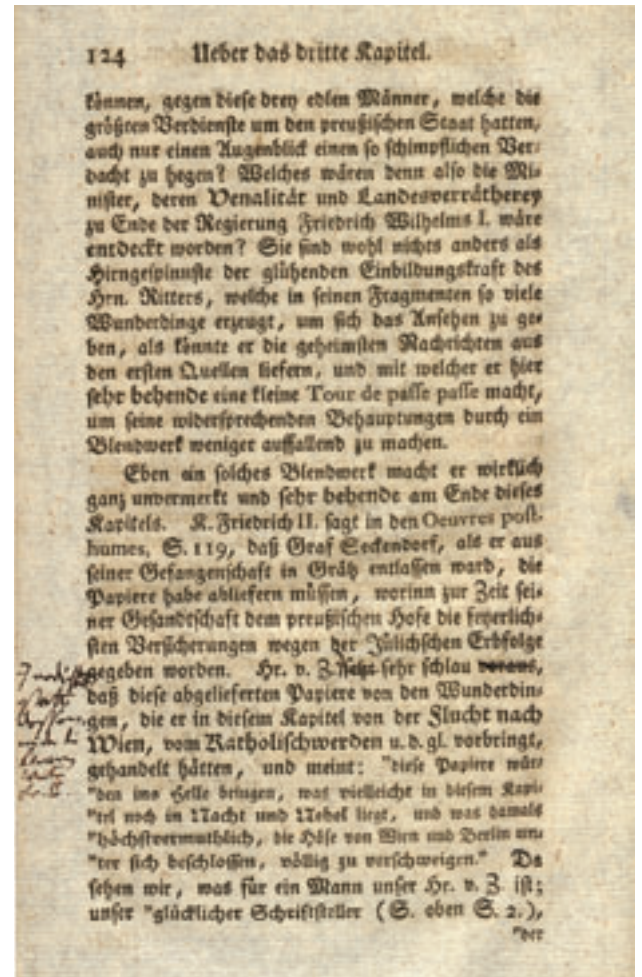 124 Ueber das dritte Kapitel.
können, gegen diese drey edlen Männer, welche die
größten Verdienste um den preußischen Staat hatten,
auch nur einen Augenblick einen so schimpflichen Ver-
dacht zu hegen? Welches wären denn also die Mi-
nister, deren Venalität und Landesverrätherey
zu Ende der Regierung Friedrich Wilhelms I. wäre
entdeckt worden? Sie sind wohl nichts anders als
Hirngespinnste der glühenden Einbildungskraft des
Hrn. Ritters, welche in seinen Fragmenten so viele
Wunderdinge erzeugt, um sich das Ansehen zu ge-
ben, als könnte er die geheimsten Nachrichten aus
den ersten Quellen liefern, und mit welcher er hier
sehr behende eine kleine Tour de passe passe macht,
um seine widersprechenden Behauptungen durch ein
Blendwerk weniger auffallend zu machen.
Eben ein solches Blendwerk macht er wirklich
ganz unvermerkt und sehr behende am Ende dieses
Kapitels. K. Friedrich II. sagt in den Oeuvres post-
humes, S. 119, daß Graf Seckendorf, als er aus
seiner Gefangenschaft in Grätz entlassen ward, die
Papiere habe abliefern müssen, worinn zur Zeit sei-
ner Gesandtschaft dem preußischen Hofe die feyerlich-
sten Versicherungen wegen der Jülichschen Erbfolge
gegeben worden. Hr. v. Z. setzt sehr schlau voraus,
daß diese abgelieferten Papiere von den Wunderdin-
gen, die er in diesem Kapitel von der Flucht nach
Wien, vom Katholischwerden u. d. gl. vorbringt,
gehandelt hätten, und meint: "diese Papiere wür-
"den ins Helle bringen, was vielleicht in diesem Kapi-
"tel noch in Nacht und Nebel liegt, und was damals
"höchstvermuthlich, die Höfe von Wien und Berlin un-
"ter sich beschlossen, völlig zu verschweigen." Da
sehen wir, was für ein Mann unser Hr. v. Z. ist;
unser "glücklicher Schriftsteller (S. oben S. 2.),
"der